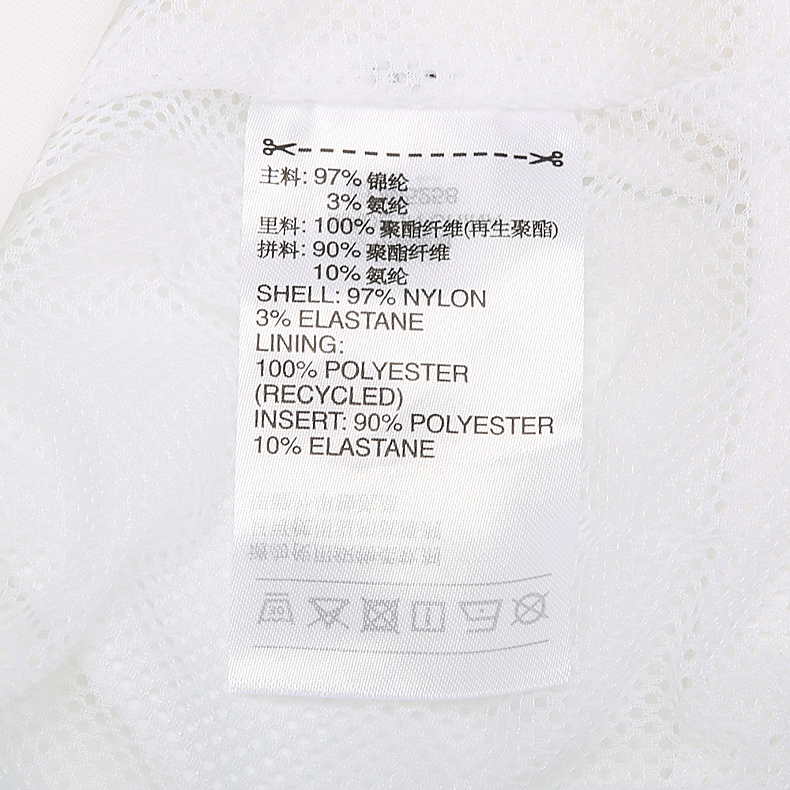 主料: 97% 锦纶
3% 氨纶
里料: 100% 聚酯纤维(再生聚酯)
拼料: 90% 聚酯纤维
10% 氨纶
SHELL: 97% NYLON
3% ELASTANE
LINING:
100% POLYESTER
(RECYCLED)
INSERT: 90% POLYESTER
10% ELASTANE